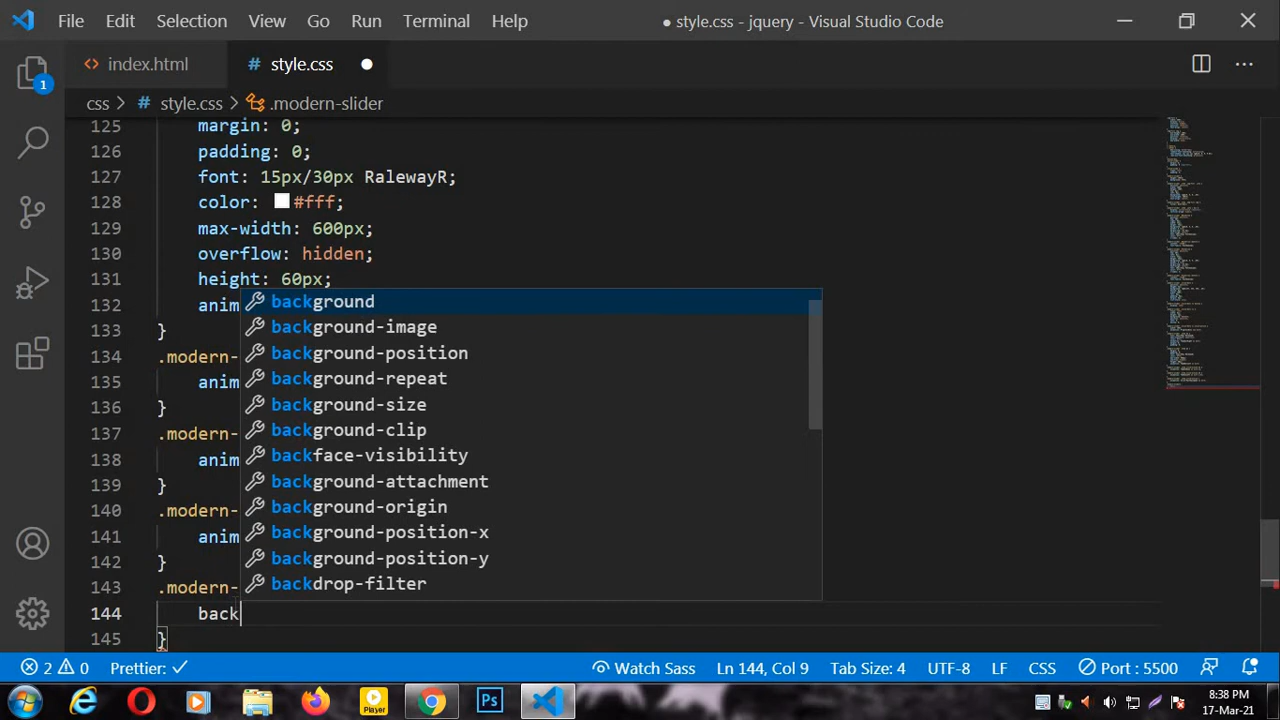 File Edit Selection View Go Run Terminal Help ● style.css - jquery - Visual Studio Code
<> index.html # style.css ●
css > # style.css > .modern-slider
1
125 margin: 0;
126 padding: 0;
127 font: 15px/30px RalewayR;
128 color: #fff;
129 max-width: 600px;
130 overflow: hidden;
131 height: 60px;
132 anim
133 }
134 .modern-
135 anim
136 }
137 .modern-
138 anim
139 }
140 .modern-
141 anim
142 }
143 .modern-
144 back
145 }
background
background-image
background-position
background-repeat
background-size
background-clip
backface-visibility
background-attachment
background-origin
background-position-x
background-position-y
backdrop-filter
2 0 Prettier: ✓ Watch Sass Ln 144, Col 9 Tab Size: 4 UTF-8 LF CSS Port : 5500
Player Ps 8:38 PM
17-Mar-21